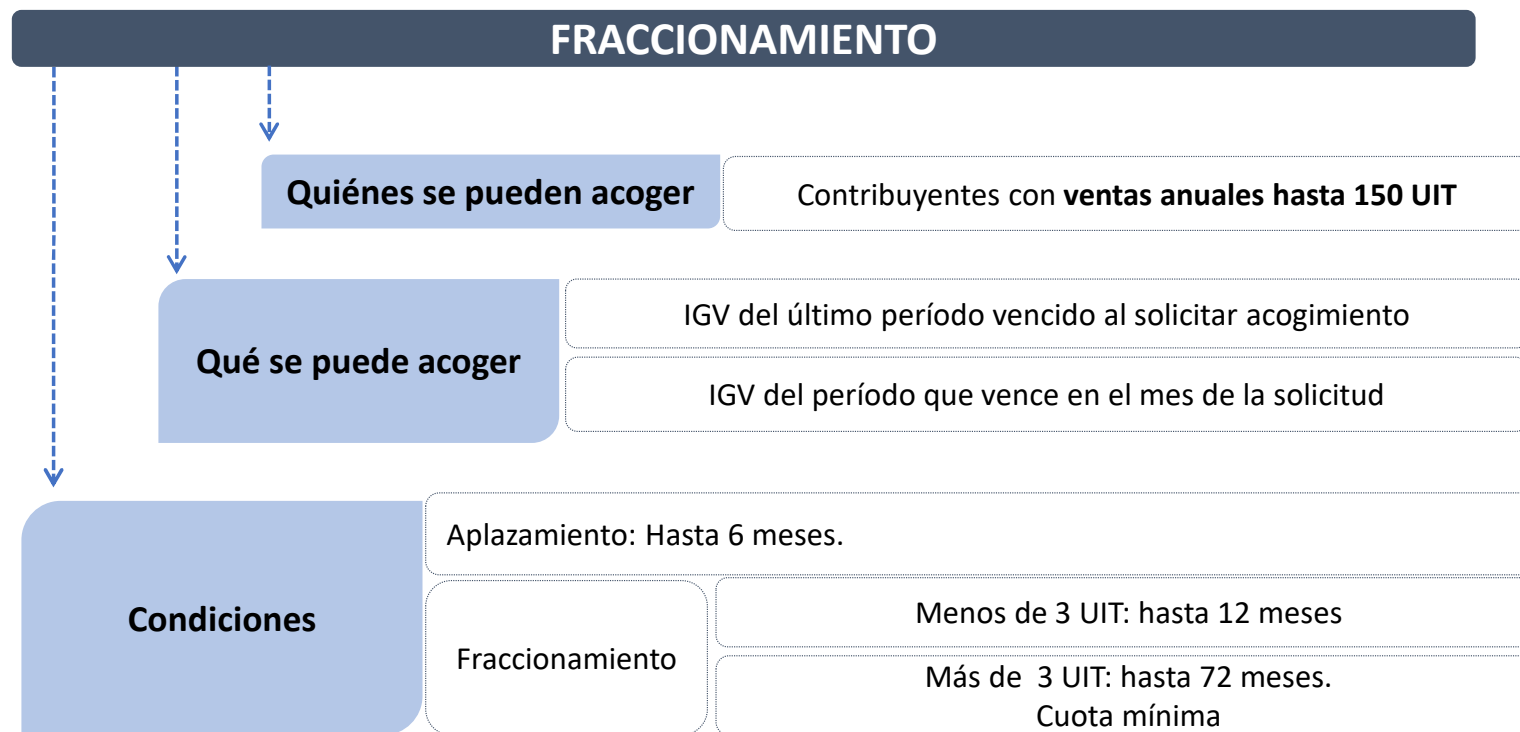 FRACCIONAMIENTO
Quiénes se pueden acoger
Contribuyentes con ventas anuales hasta 150 UIT
Qué se puede acoger
IGV del último período vencido al solicitar acogimiento
IGV del período que vence en el mes de la solicitud
Condiciones
Aplazamiento: Hasta 6 meses.
Fraccionamiento
Menos de 3 UIT: hasta 12 meses
Más de  3 UIT: hasta 72 meses.
Cuota mínima